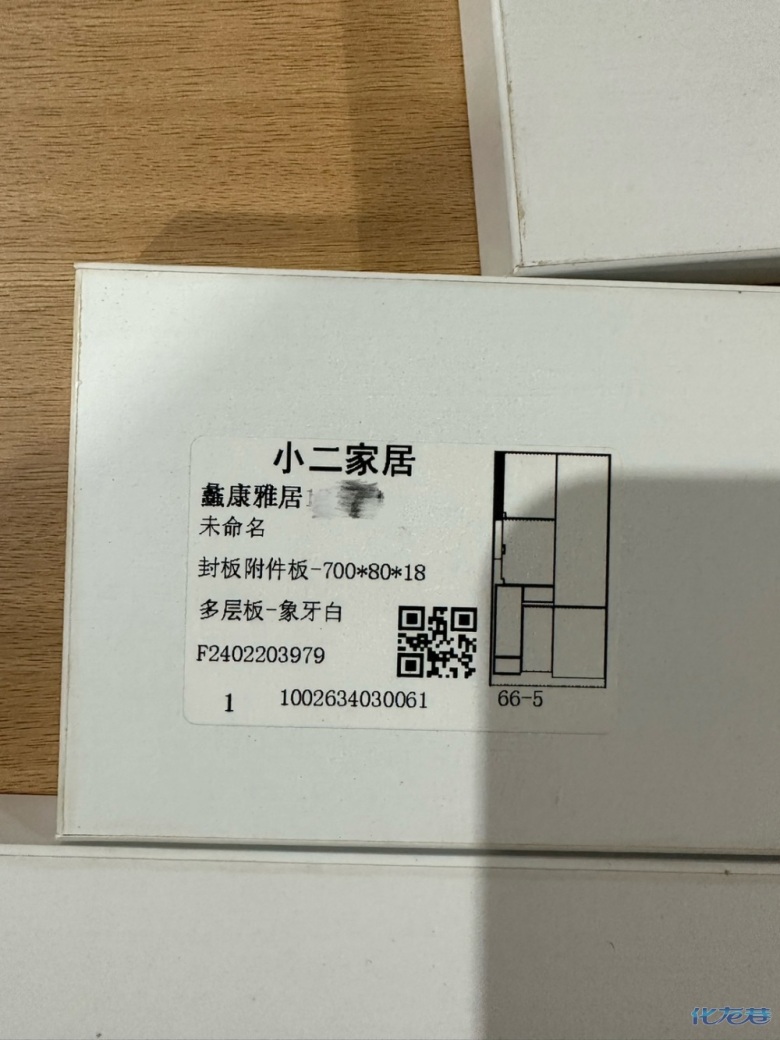 小二家居
蠡康雅居
未命名
封板附件板-700*80*18
多层板-象牙白
F2402203979
1 1002634030061 66-5
化龙巷